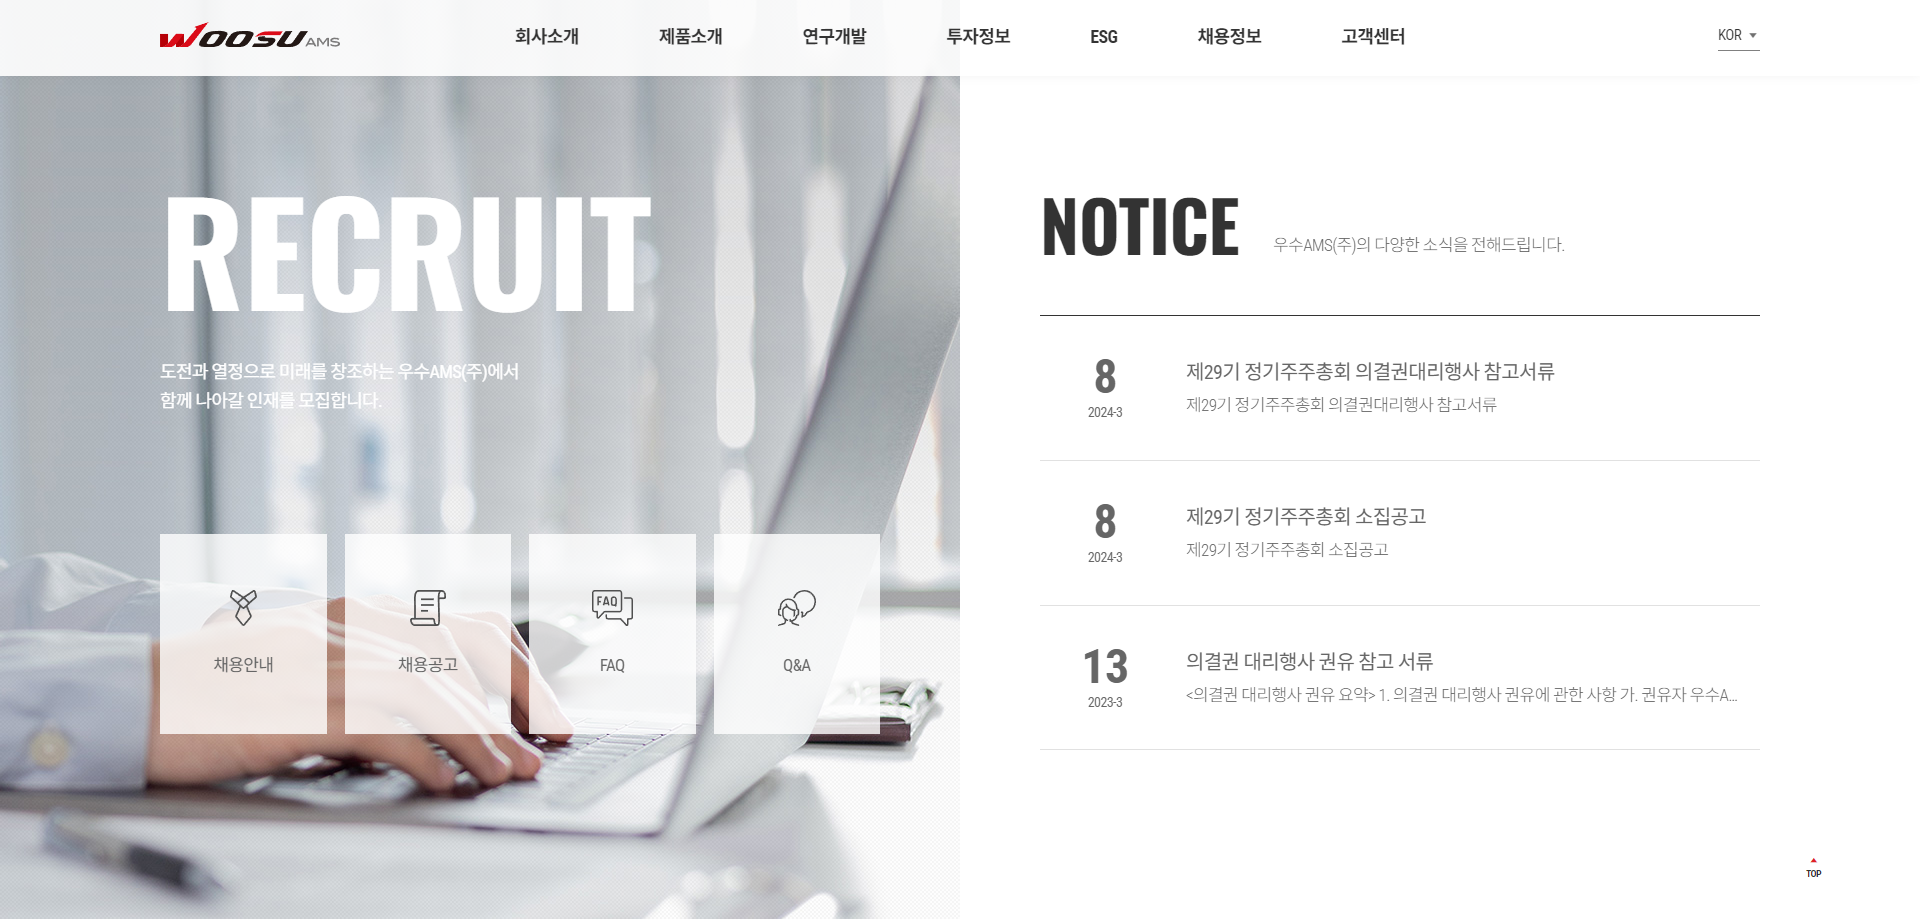 WOOSU AMS
회사소개
제품소개
연구개발
투자정보
ESG
채용정보
고객센터
KOR
RECRUIT
도전과 열정으로 미래를 창조하는 우수AMS(주)에서
함께 나아갈 인재를 모집합니다.
채용안내
채용공고
FAQ
FAQ
Q&A
NOTICE
우수AMS(주)의 다양한 소식을 전해드립니다.
8
2024-3
제29기 정기주주총회 의결권대리행사 참고서류
제29기 정기주주총회 의결권대리행사 참고서류
8
2024-3
제29기 정기주주총회 소집공고
제29기 정기주주총회 소집공고
13
2023-3
의결권 대리행사 권유 참고 서류
<의결권 대리행사 권유 요약> 1. 의결권 대리행사 권유에 관한 사항 가. 권유자 우수A...
TOP